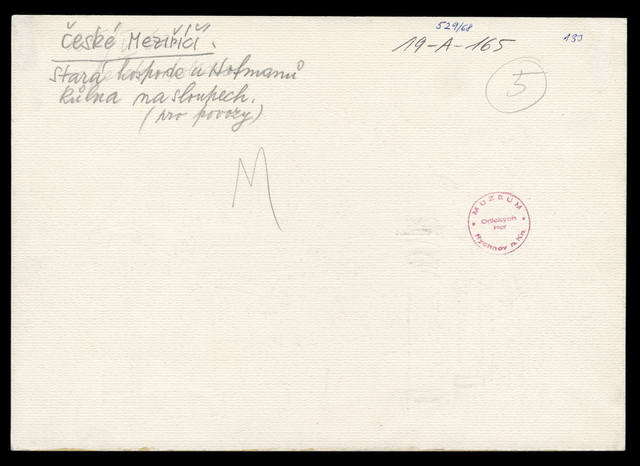 529/68
133
České Meziříčí.
19-A-165
5
Stará hospoda u Hofmanů
kůlna na sloupech.
(pro povozy)
M
MUZEUM
Orlických
Hor
Rychnov n. Kn.